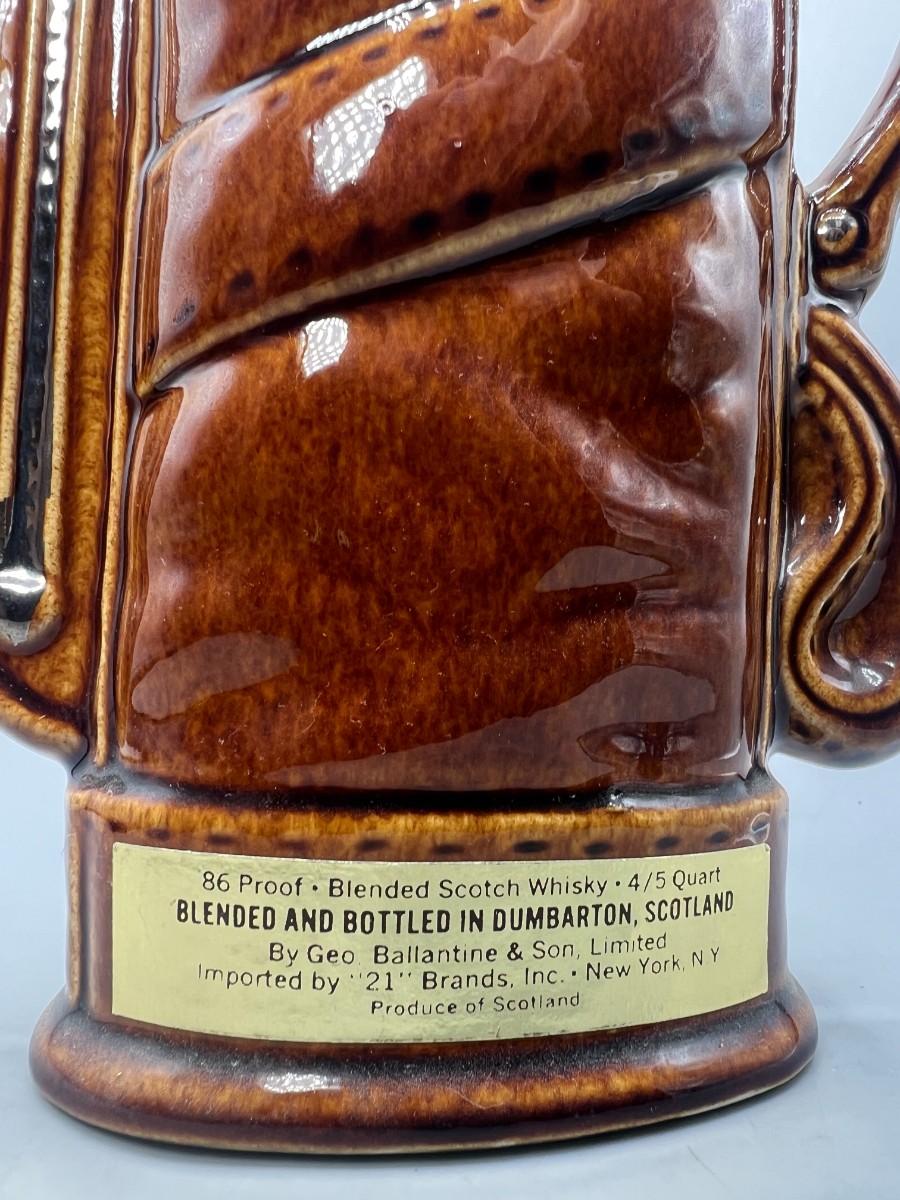 86 Proof • Blended Scotch Whisky • 4/5 Quart
BLENDED AND BOTTLED IN DUMBARTON, SCOTLAND
By Geo. Ballantine & Son, Limited
Imported by "21" Brands, Inc. • New York, N Y
Produce of Scotland